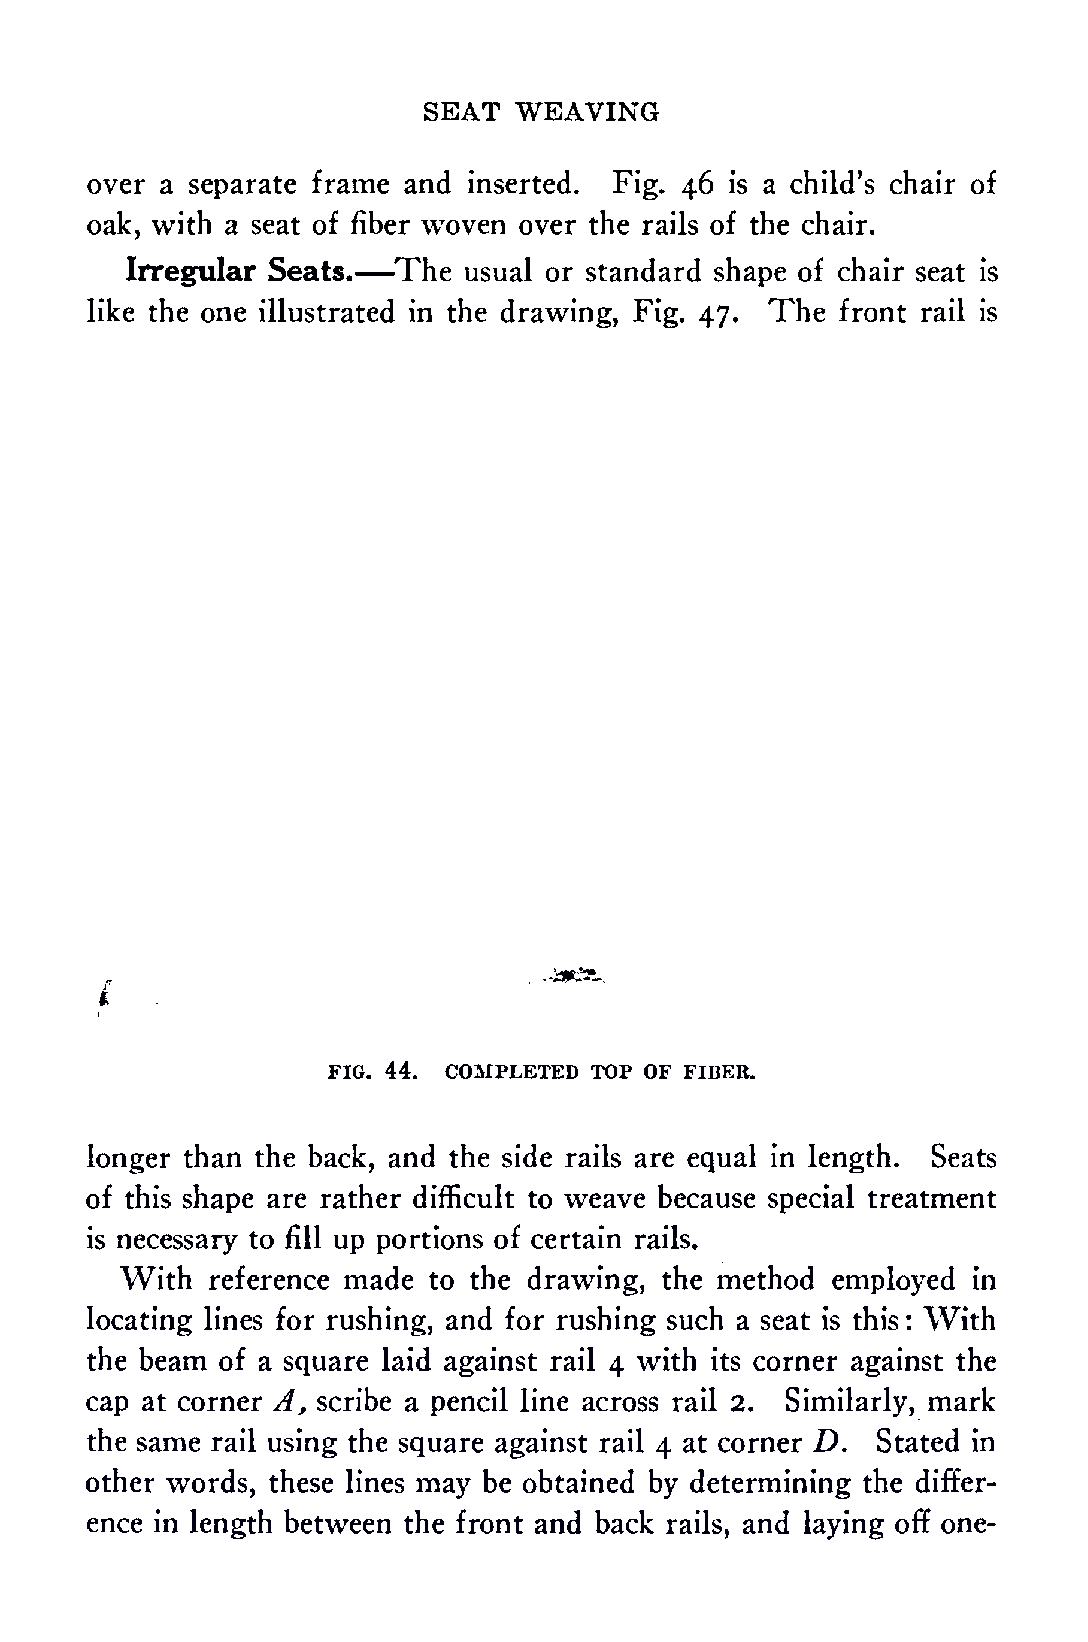 SEAT WEAVING
over a separate frame and inserted. Fig. 46 is a child's chair of
oak, with a seat of fiber woven over the rails of the chair.
Irregular Seats.—The usual or standard shape of chair seat is
like the one illustrated in the drawing, Fig. 47. The front rail is
FIG. 44. COMPLETED TOP OF FIBER.
longer than the back, and the side rails are equal in length. Seats
of this shape are rather difficult to weave because special treatment
is necessary to fill up portions of certain rails.
With reference made to the drawing, the method employed in
locating lines for rushing, and for rushing such a seat is this: With
the beam of a square laid against rail 4 with its corner against the
cap at corner A, scribe a pencil line across rail 2. Similarly, mark
the same rail using the square against rail 4 at corner D. Stated in
other words, these lines may be obtained by determining the differ-
ence in length between the front and back rails, and laying off one-